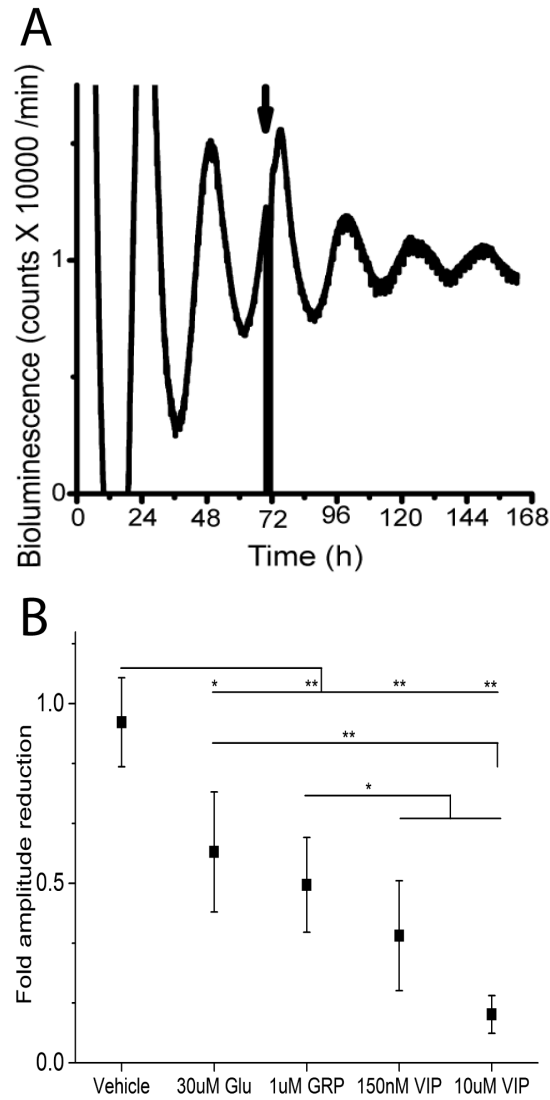 A
Bioluminescence (counts X 10000 /min)
1
0
0 24 48 72 96 120 144 168
Time (h)
B
Fold amplitude reduction
* ** ** **
**
*
1.0
0.5
0.0
Vehicle 30uM Glu 1uM GRP 150nM VIP 10uM VIP